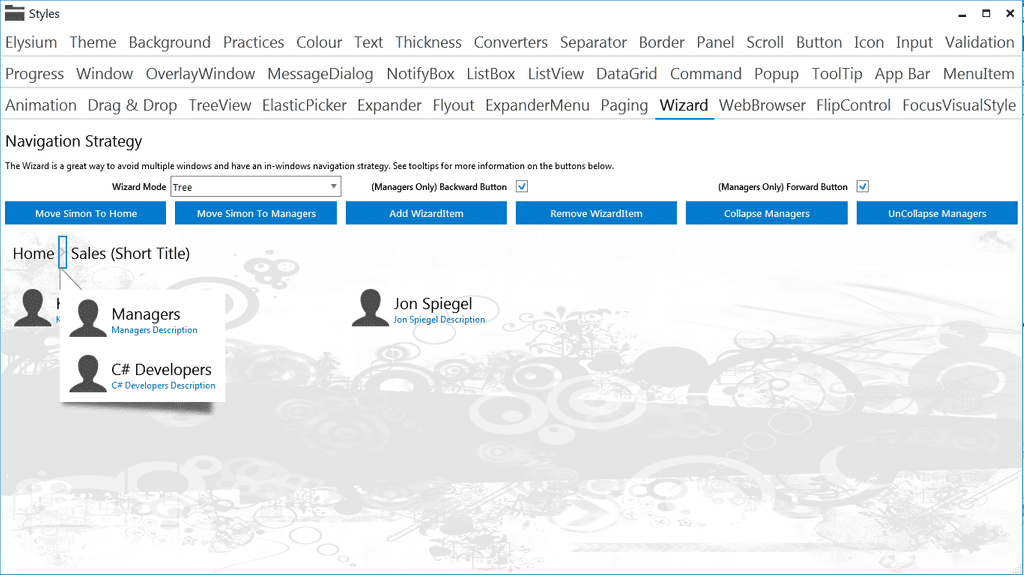 Styles
Elysium Theme Background Practices Colour Text Thickness Converters Separator Border Panel Scroll Button Icon Input Validation
Progress Window OverlayWindow MessageDialog NotifyBox ListBox ListView DataGrid Command Popup ToolTip App Bar MenuItem
Animation Drag & Drop TreeView ElasticPicker Expander Flyout ExpanderMenu Paging Wizard WebBrowser FlipControl FocusVisualStyle
Navigation Strategy
The Wizard is a great way to avoid multiple windows and have an in-windows navigation strategy. See tooltips for more information on the buttons below.
Wizard Mode Tree (Managers Only) Backward Button (Managers Only) Forward Button
Move Simon To Home Move Simon To Managers Add WizardItem Remove WizardItem Collapse Managers UnCollapse Managers
Home Sales (Short Title)
Jon Spiegel
Jon Spiegel Description
Managers
Managers Description
C# Developers
C# Developers Description